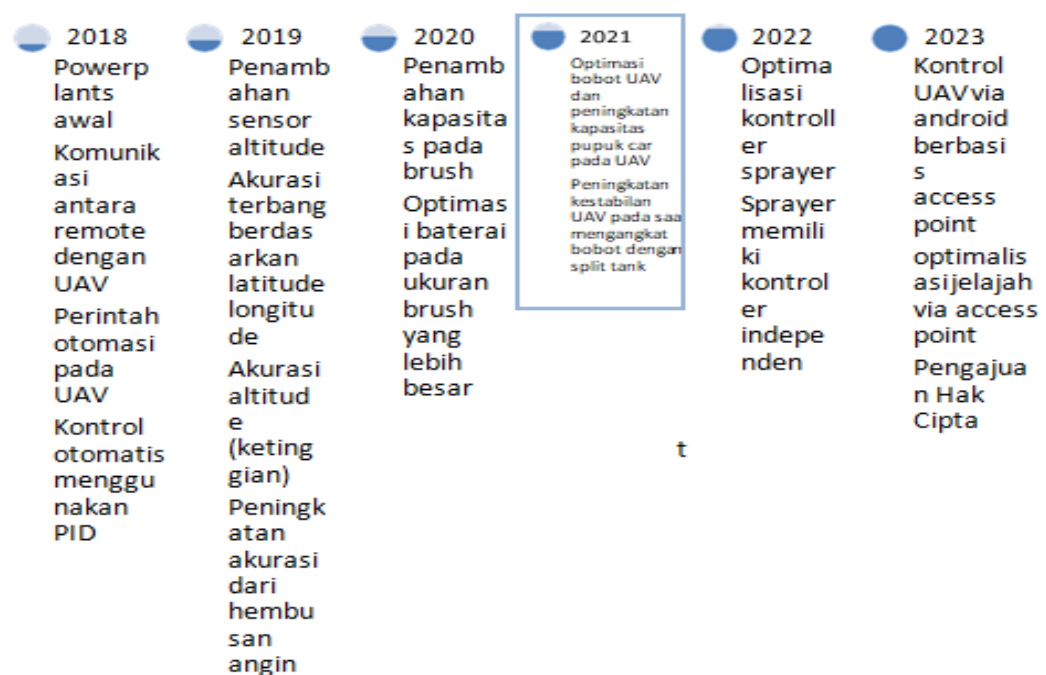 2018
Powerp
lants
awal
Komunik
asi
antara
remote
dengan
UAV
Perintah
otomasi
pada
UAV
Kontrol
otomatis
menggu
nakan
PID
2019
Penamb
ahan
sensor
altitude
Akurasi
terbang
berdas
arkan
latitude
longitu
de
Akurasi
altitud
e
(keting
gian)
Peningk
atan
akurasi
dari
hembu
san
angin
2020
Penamb
ahan
kapasita
s pada
brush
Optimas
i baterai
pada
ukuran
brush
yang
lebih
besar
2021
Optimasi
bobot UAV
dan
peningkatan
kapasitas
pupuk car
pada UAV
Peningkatan
kestabilan
UAV pada saa
mengangkat
bobot dengan
split tank
t
2022
Optima
lisasi
kontroll
er
sprayer
Sprayer
memili
ki
kontrol
er
indepe
nden
2023
Kontrol
UAV via
android
berbasi
s
access
point
optimalis
asijelajah
via access
point
Pengajua
n Hak
Cipta